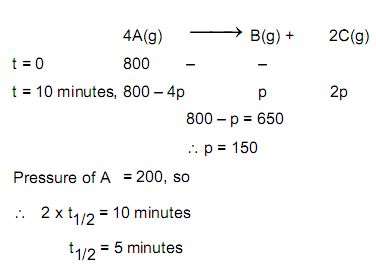 4A(g) ⟶ B(g) + 2C(g)
t = 0 800 – –
t = 10 minutes, 800 – 4p p 2p
800 – p = 650
∴ p = 150
Pressure of A = 200, so
∴ 2 x t1/2 = 10 minutes
t1/2 = 5 minutes